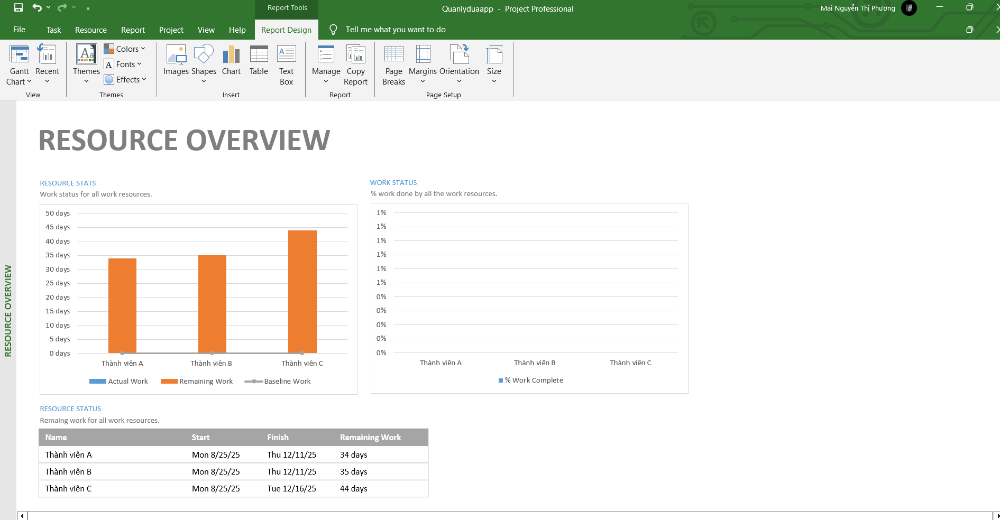 Report Tools
Quanlyduaapp - Project Professional
Mai Nguyễn Thị Phương
File Task Resource Report Project View Help Report Design Tell me what you want to do
Gantt Chart
Recent
View
Themes
Colors
Fonts
Effects
Themes
Images
Shapes
Chart
Table
Text Box
Insert
Manage
Copy Report
Report
Page Breaks
Margins
Orientation
Size
Page Setup
RESOURCE OVERVIEW
RESOURCE OVERVIEW
RESOURCE STATS
Work status for all work resources.
50 days
45 days
40 days
35 days
30 days
25 days
20 days
15 days
10 days
5 days
0 days
Thành viên A Thành viên B Thành viên C
Actual Work Remaining Work Baseline Work
WORK STATUS
% work done by all the work resources.
1%
1%
1%
1%
1%
1%
0%
0%
0%
0%
0%
Thành viên A Thành viên B Thành viên C
% Work Complete
RESOURCE STATUS
Remaing work for all work resources.
Name Start Finish Remaining Work
Thành viên A Mon 8/25/25 Thu 12/11/25 34 days
Thành viên B Mon 8/25/25 Thu 12/11/25 35 days
Thành viên C Mon 8/25/25 Tue 12/16/25 44 days